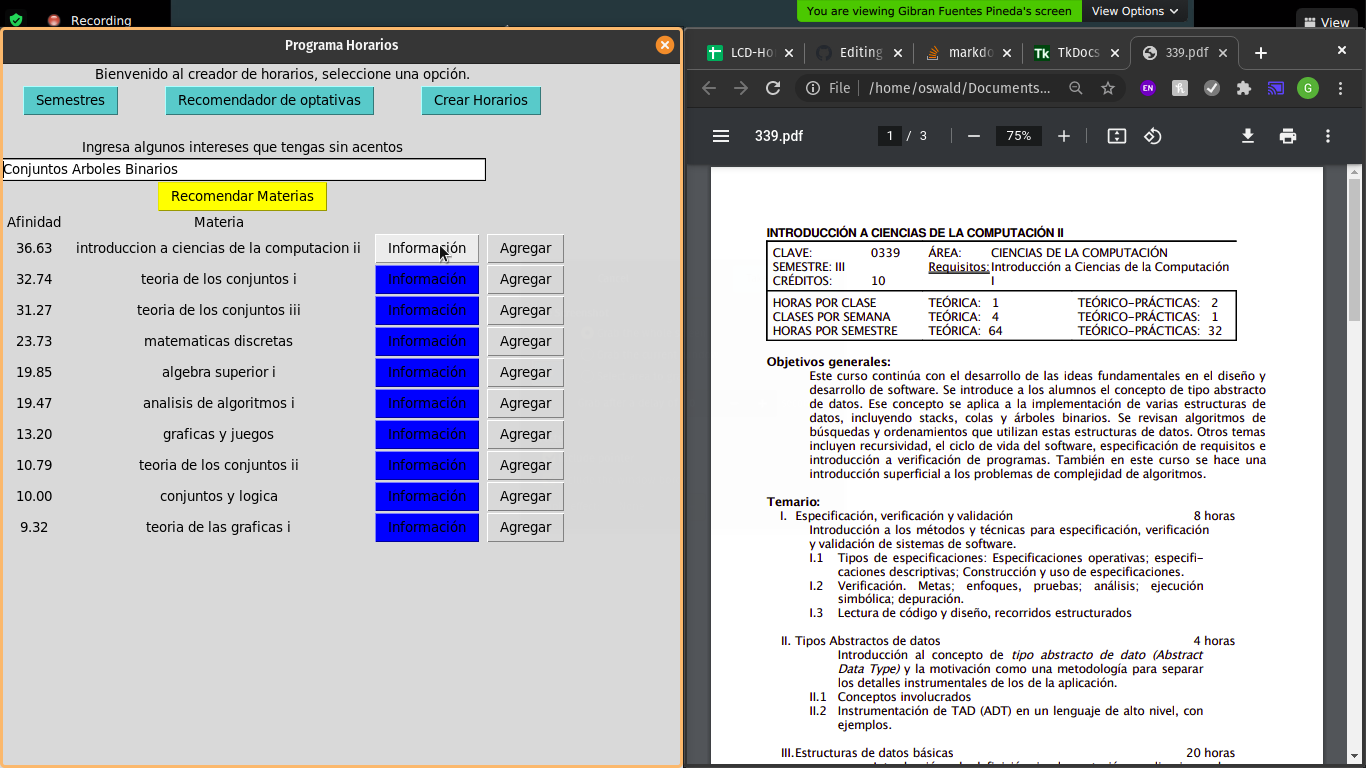 Recording
You are viewing Gibran Fuentes Pineda's screen
View Options
View
Programa Horarios
Bienvenido al creador de horarios, seleccione una opción.
Semestres
Recomendador de optativas
Crear Horarios
Ingresa algunos intereses que tengas sin acentos
Conjuntos Arboles Binarios
Recomendar Materias
Afinidad Materia
36.63 introduccion a ciencias de la computacion ii Información Agregar
32.74 teoria de los conjuntos i Información Agregar
31.27 teoria de los conjuntos iii Información Agregar
23.73 matematicas discretas Información Agregar
19.85 algebra superior i Información Agregar
19.47 analisis de algoritmos i Información Agregar
13.20 graficas y juegos Información Agregar
10.79 teoria de los conjuntos ii Información Agregar
10.00 conjuntos y logica Información Agregar
9.32 teoria de las graficas i Información Agregar
LCD-Ho
Editing
markdo
Tk TkDocs
339.pdf
File /home/oswald/Documents...
EN
G
339.pdf
1 / 3
75%
INTRODUCCIÓN A CIENCIAS DE LA COMPUTACIÓN II
CLAVE: 0339 ÁREA: CIENCIAS DE LA COMPUTACIÓN
SEMESTRE: III Requisitos: Introducción a Ciencias de la Computación
CRÉDITOS: 10 I
HORAS POR CLASE TEÓRICA: 1 TEÓRICO-PRÁCTICAS: 2
CLASES POR SEMANA TEÓRICA: 4 TEÓRICO-PRÁCTICAS: 1
HORAS POR SEMESTRE TEÓRICA: 64 TEÓRICO-PRÁCTICAS: 32
Objetivos generales:
Este curso continúa con el desarrollo de las ideas fundamentales en el diseño y
desarrollo de software. Se introduce a los alumnos el concepto de tipo abstracto
de datos. Ese concepto se aplica a la implementación de varias estructuras de
datos, incluyendo stacks, colas y árboles binarios. Se revisan algoritmos de
búsquedas y ordenamientos que utilizan estas estructuras de datos. Otros temas
incluyen recursividad, el ciclo de vida del software, especificación de requisitos e
introducción a verificación de programas. También en este curso se hace una
introducción superficial a los problemas de complejidad de algoritmos.
Temario:
I. Especificación, verificación y validación 8 horas
Introducción a los métodos y técnicas para especificación, verificación
y validación de sistemas de software.
I.1 Tipos de especificaciones: Especificaciones operativas; especifi-
caciones descriptivas; Construcción y uso de especificaciones.
I.2 Verificación. Metas; enfoques, pruebas; análisis; ejecución
simbólica; depuración.
I.3 Lectura de código y diseño, recorridos estructurados
II. Tipos Abstractos de datos 4 horas
Introducción al concepto de tipo abstracto de dato (Abstract
Data Type) y la motivación como una metodología para separar
los detalles instrumentales de los de la aplicación.
II.1 Conceptos involucrados
II.2 Instrumentación de TAD (ADT) en un lenguaje de alto nivel, con
ejemplos.
III.Estructuras de datos básicas 20 horas